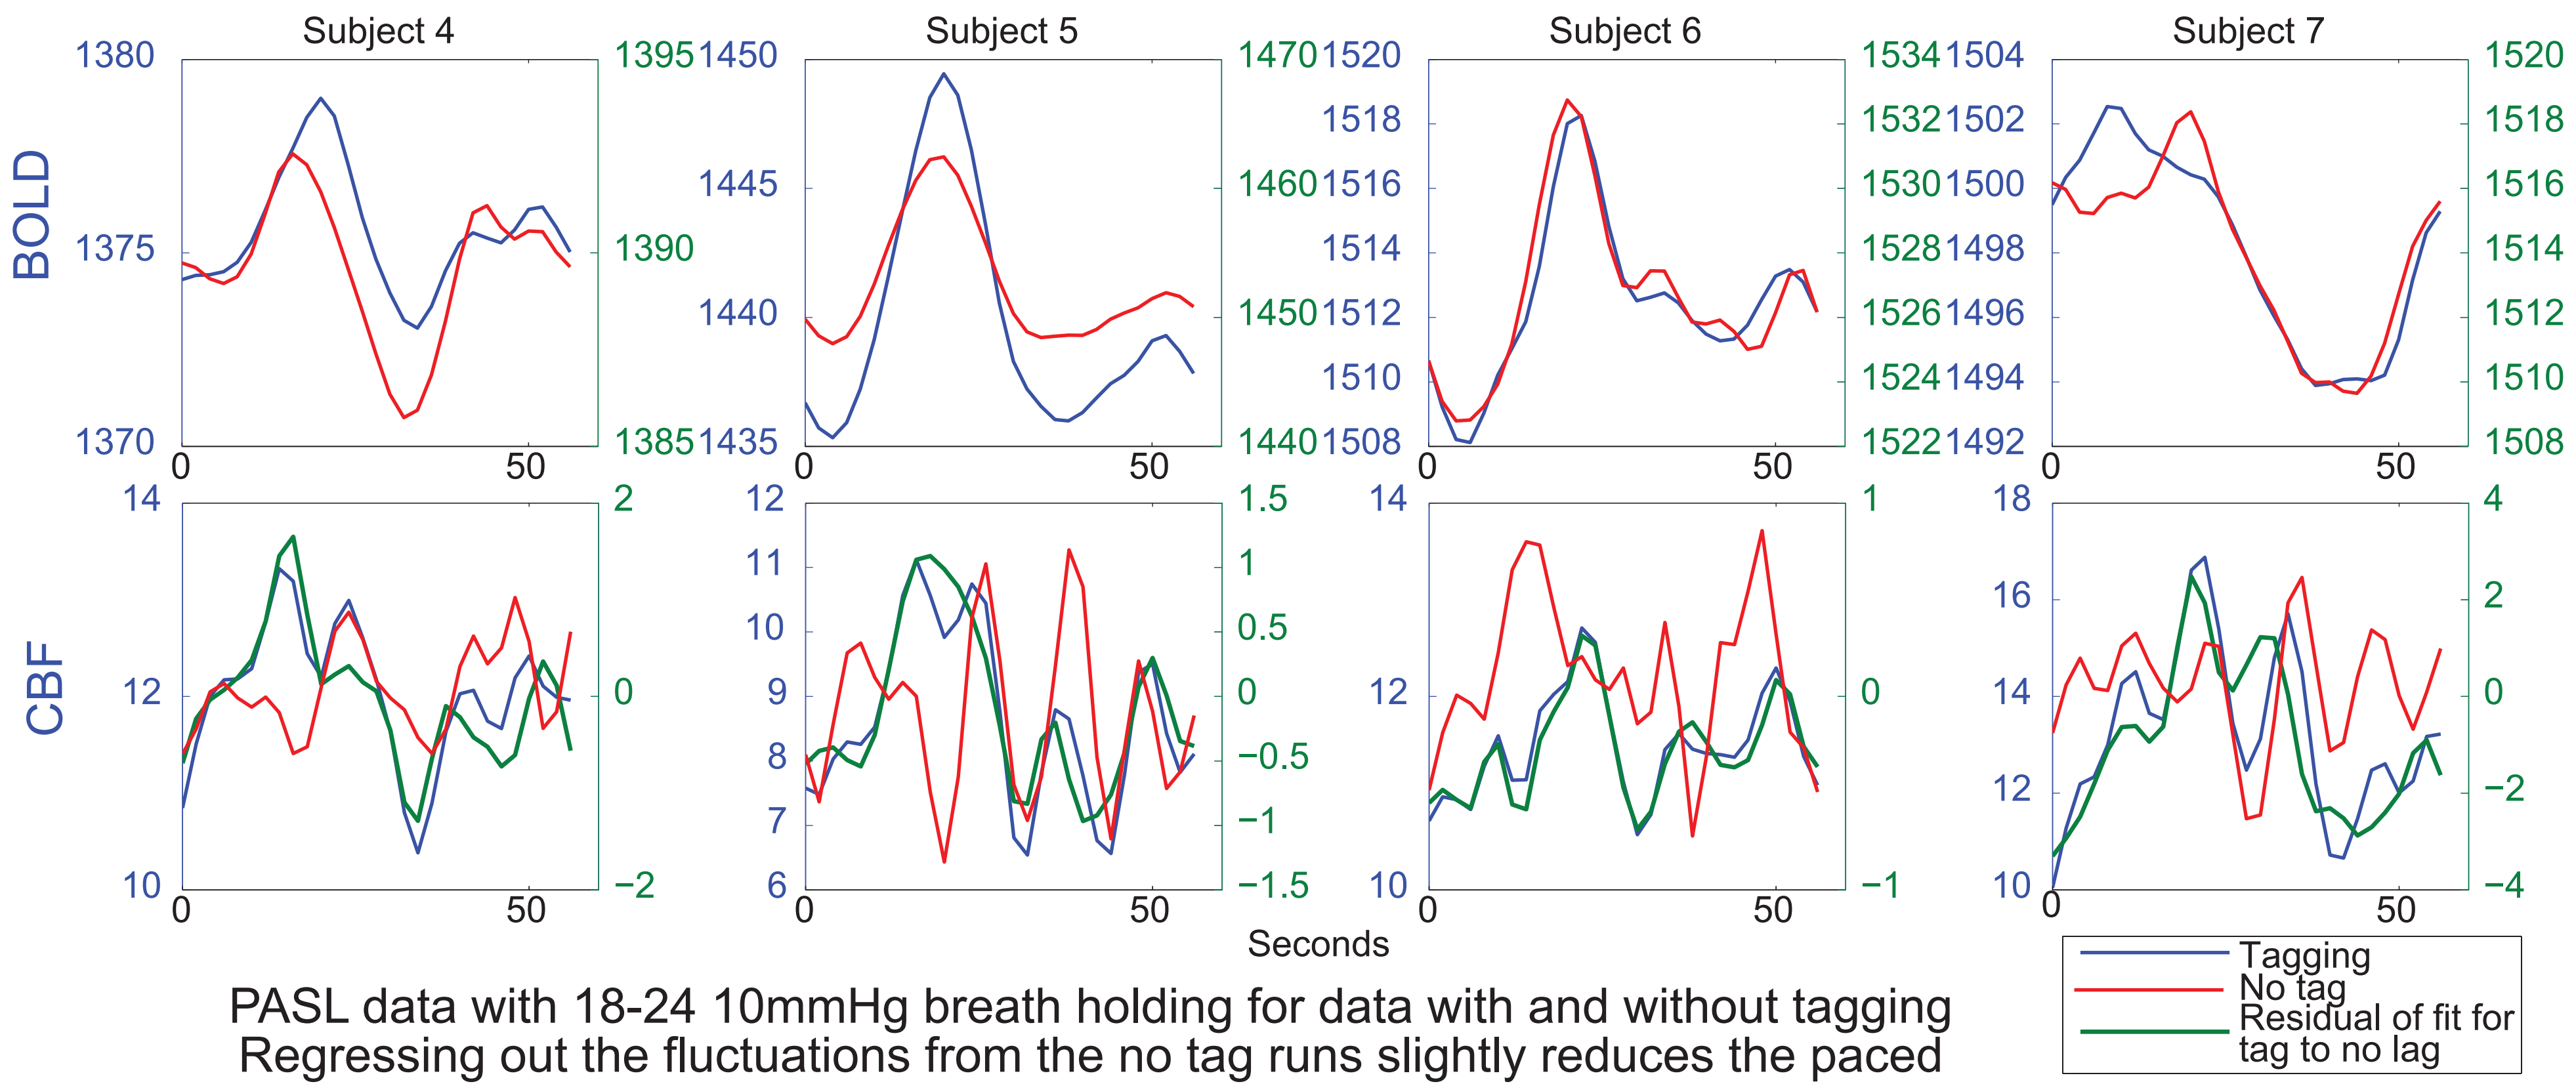 Subject 4 Subject 5 Subject 6 Subject 7
1380 1395 1450 1470 1520 1534 1504 1520
1518 1532 1502 1518
1445 1460 1516 1530 1500 1516
BOLD
1375 1390 1514 1528 1498 1514
1440 1450 1512 1526 1496 1512
1510 1524 1494 1510
1370 1385 1435 1440 1508 1522 1492 1508
0 50 0 50 0 50 0 50
14 2 12 1.5 14 1 18 4
11 1
16 2
10 0.5
CBF
12 0 9 0 12 0 14 0
8 −0.5
12 −2
7 −1
10 −2 6 −1.5 10 −1 10 −4
0 50 0 50 0 50 0 50
Seconds
Tagging
No tag
Residual of fit for
tag to no lag
PASL data with 18-24 10mmHg breath holding for data with and without tagging
Regressing out the fluctuations from the no tag runs slightly reduces the paced